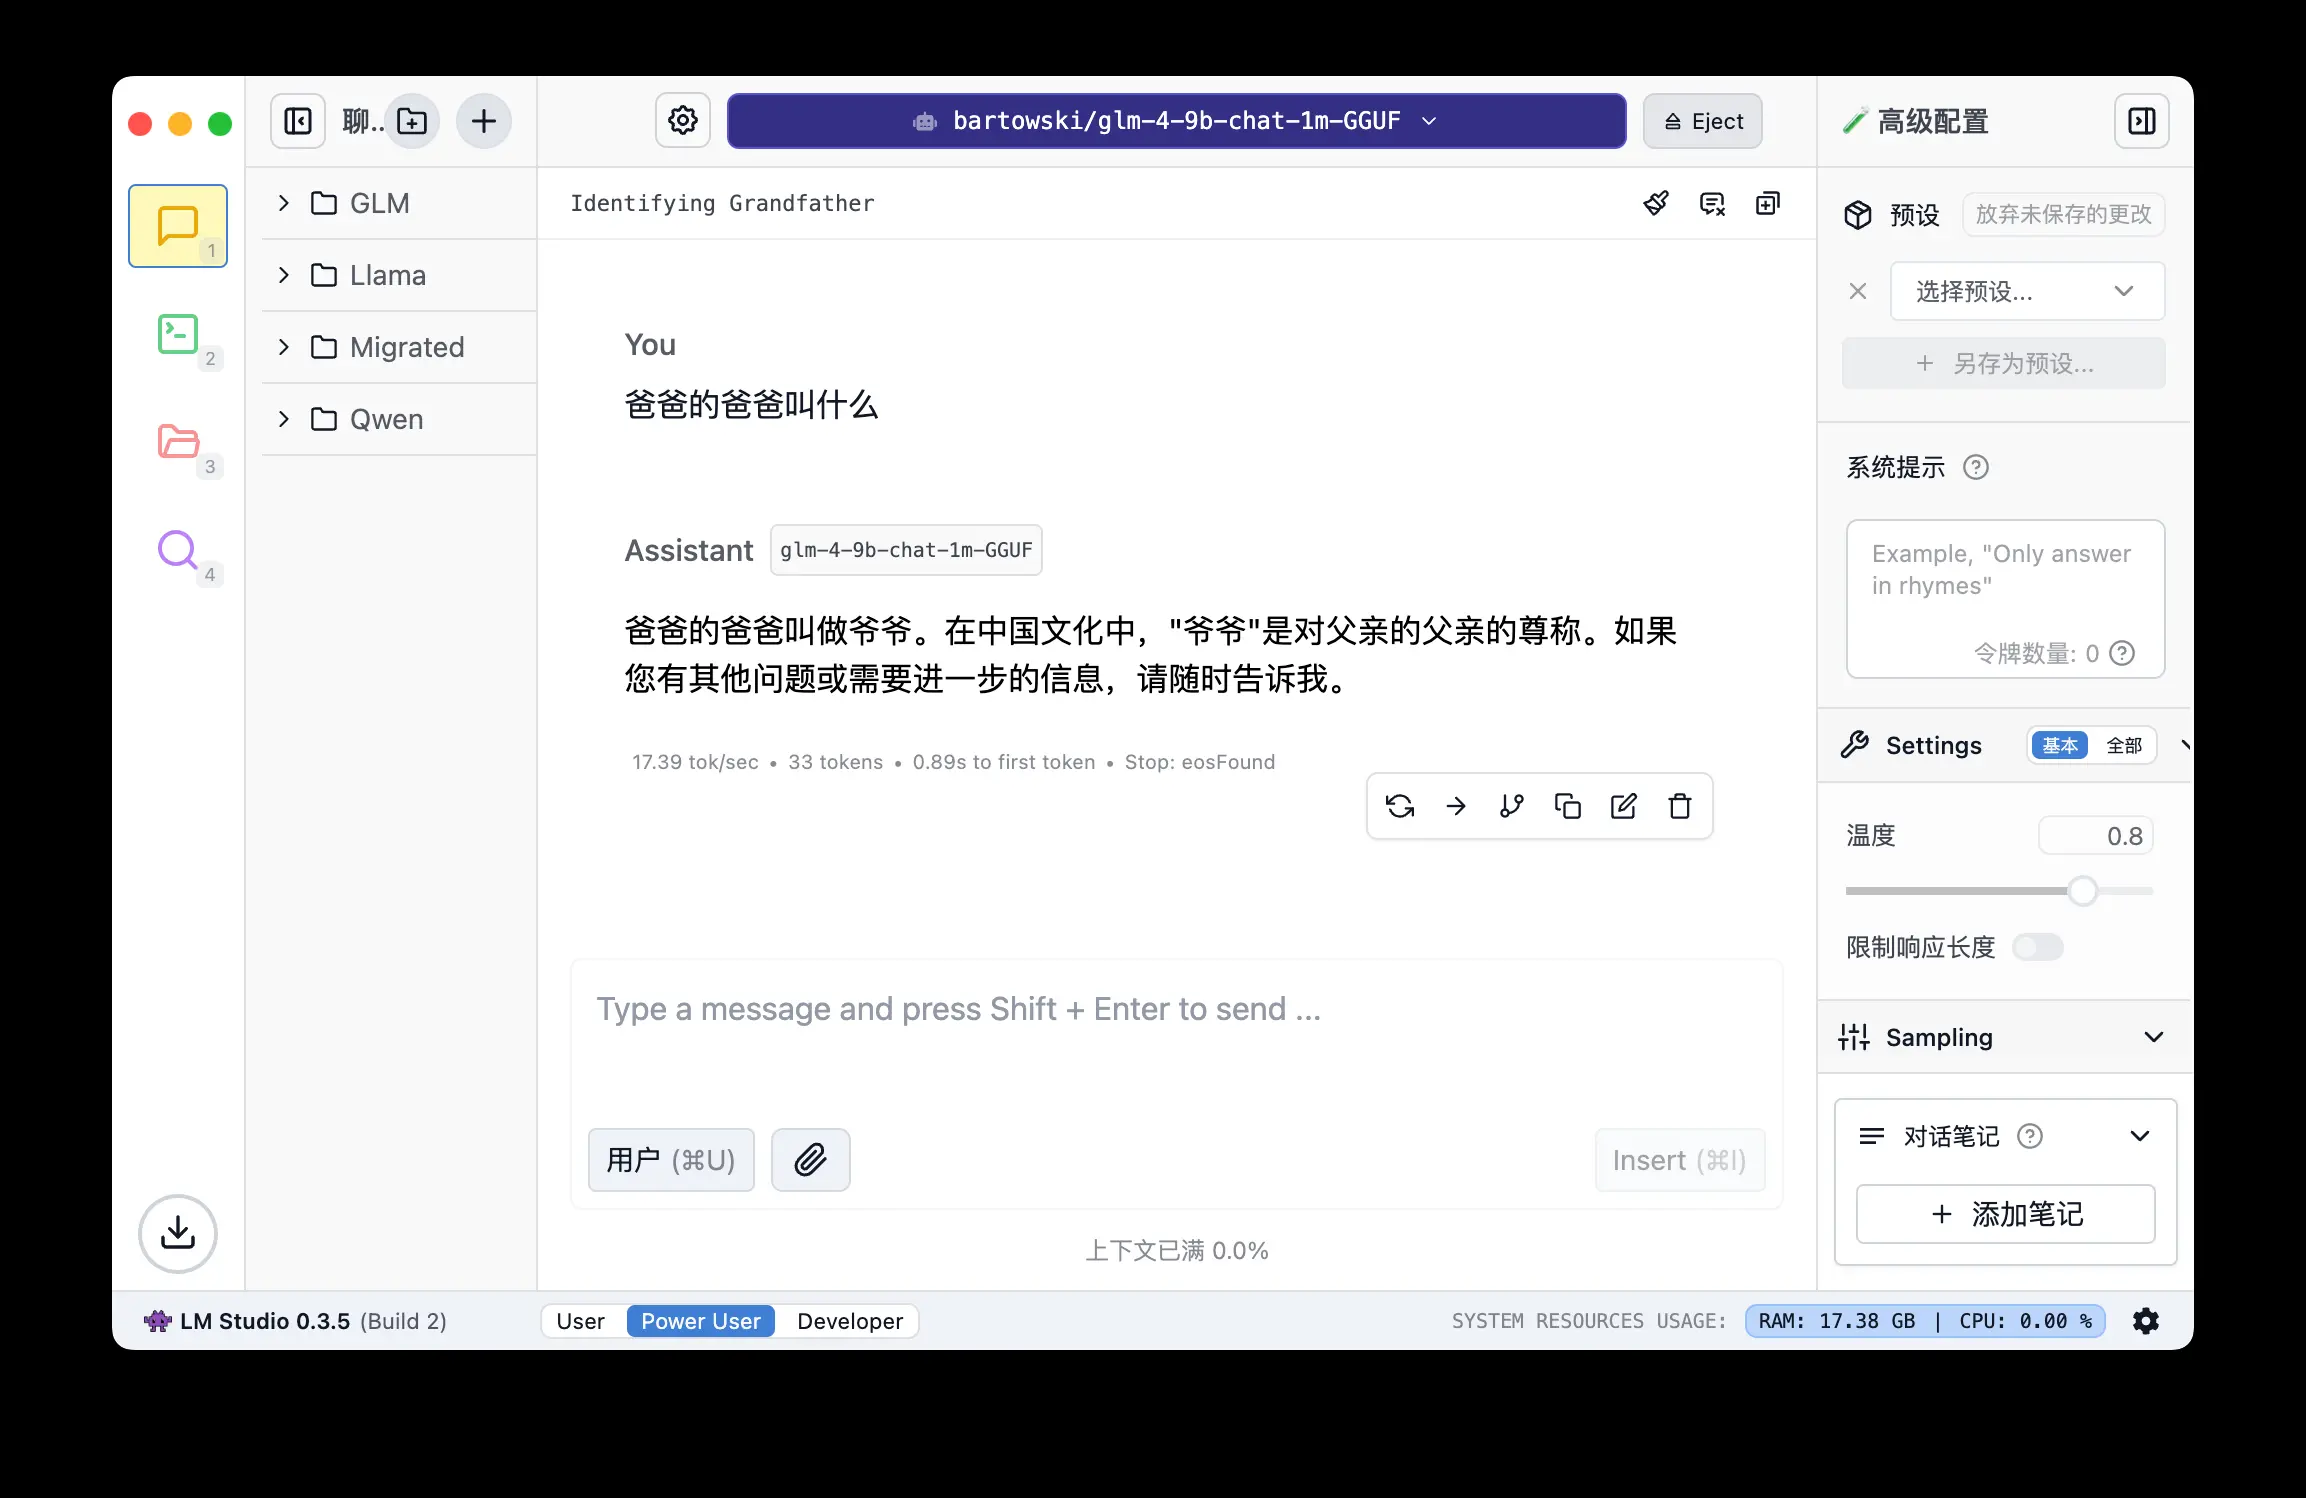 聊..
bartowski/glm-4-9b-chat-1m-GGUF
Eject
高级配置
1
2
3
4
GLM
Llama
Migrated
Qwen
Identifying Grandfather
You
爸爸的爸爸叫什么
Assistant
glm-4-9b-chat-1m-GGUF
爸爸的爸爸叫做爷爷。在中国文化中，"爷爷"是对父亲的父亲的尊称。如果
您有其他问题或需要进一步的信息，请随时告诉我。
17.39 tok/sec • 33 tokens • 0.89s to first token • Stop: eosFound
Type a message and press Shift + Enter to send ...
用户 (⌘U)
Insert (⌘I)
上下文已满 0.0%
预设
放弃未保存的更改
选择预设...
+ 另存为预设...
系统提示
Example, "Only answer
in rhymes"
令牌数量: 0
Settings
基本
全部
温度
0.8
限制响应长度
Sampling
对话笔记
+ 添加笔记
LM Studio 0.3.5 (Build 2)
User
Power User
Developer
SYSTEM RESOURCES USAGE:
RAM: 17.38 GB | CPU: 0.00 %